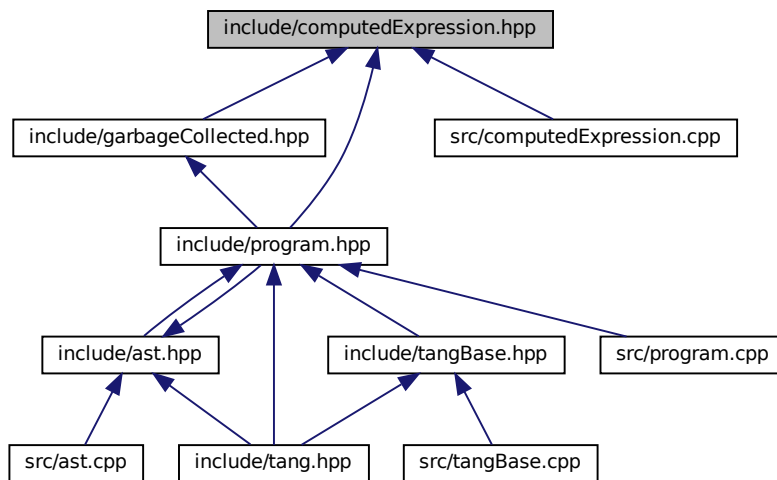 include/computedExpression.hpp
include/garbageCollected.hpp
src/computedExpression.cpp
include/program.hpp
include/ast.hpp
include/tangBase.hpp
src/program.cpp
src/ast.cpp
include/tang.hpp
src/tangBase.cpp